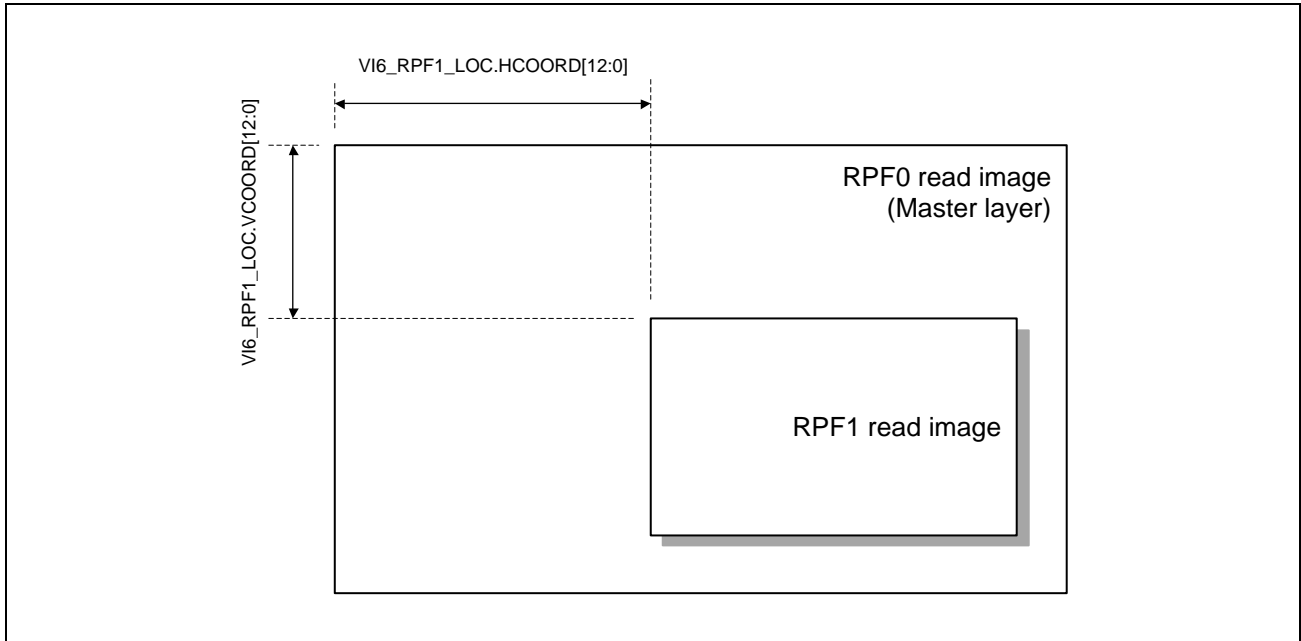 VI6_RPF1_LOC.HCOORD[12:0]
VI6_RPF1_LOC.VCOORD[12:0]
RPF0 read image
(Master layer)
RPF1 read image